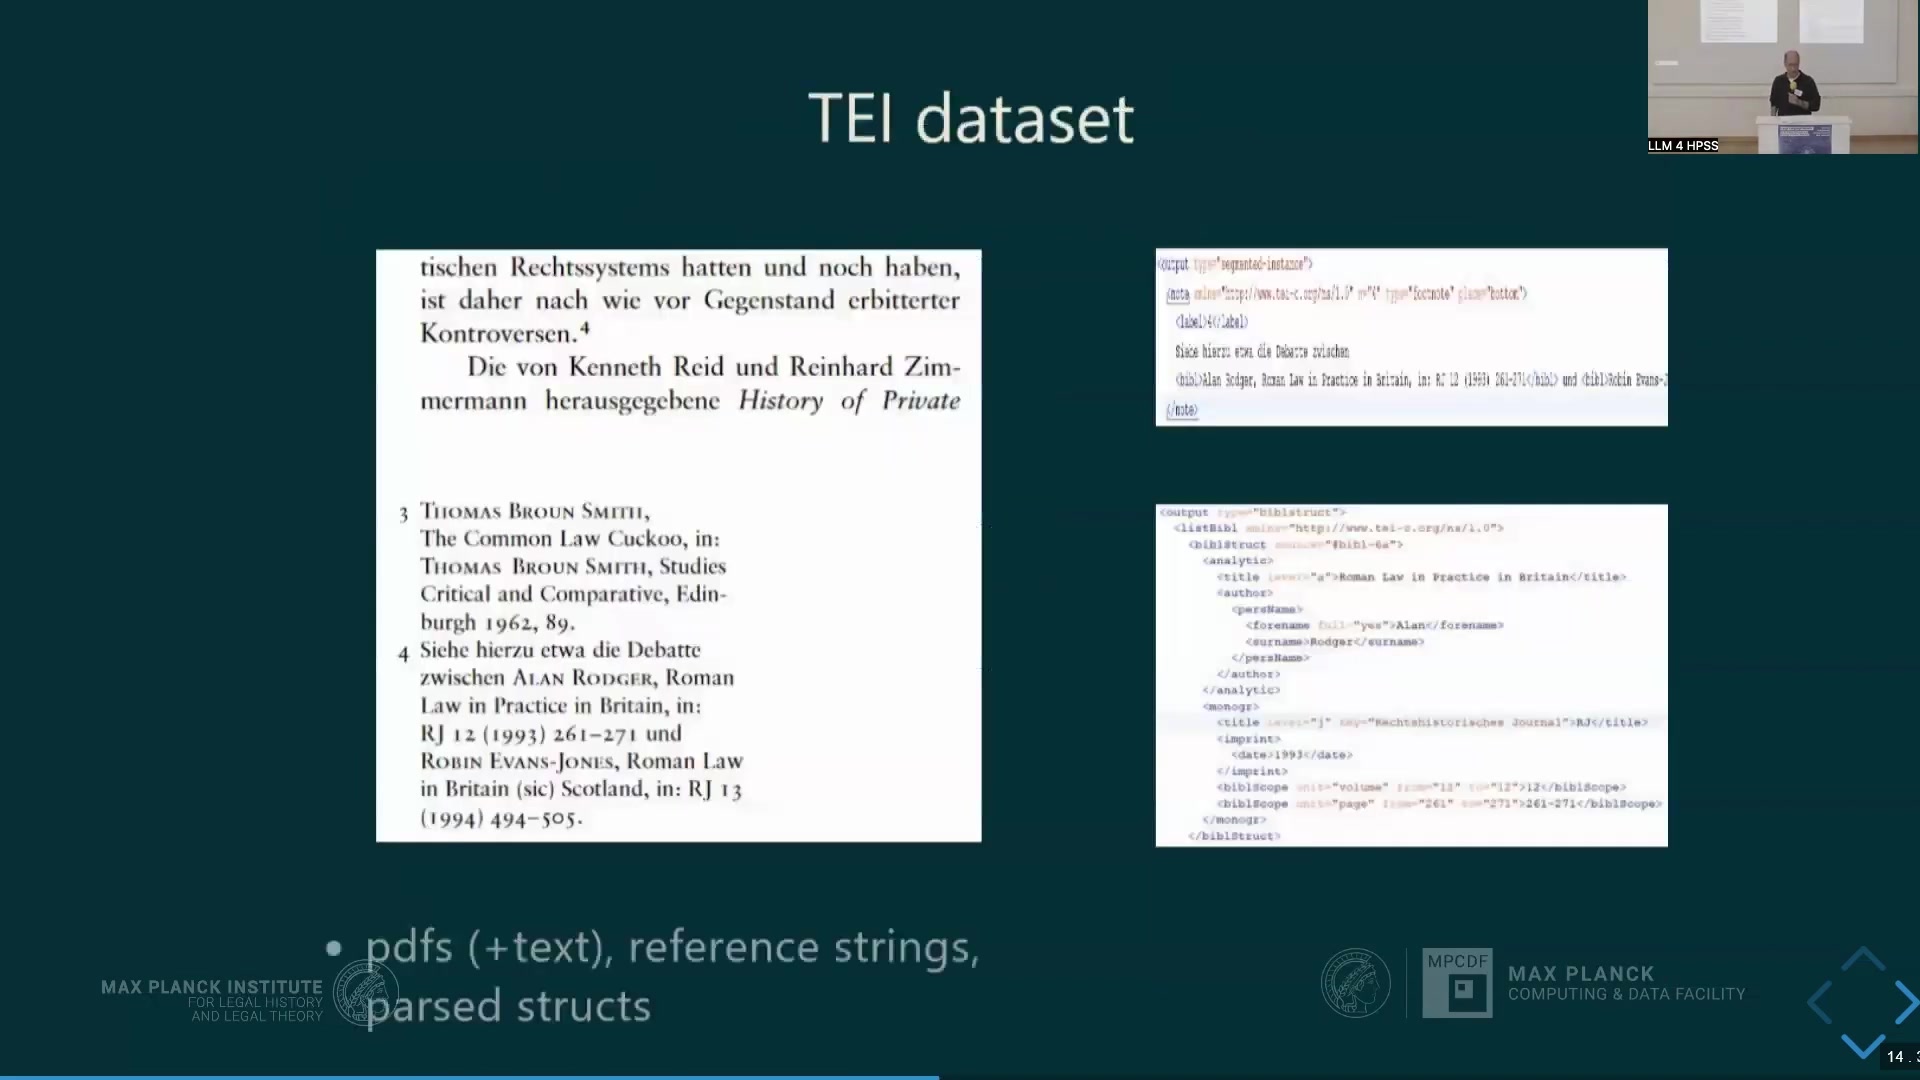 TEI dataset
LLM 4 HPSS
tischen Rechtssystems hatten und noch haben,
ist daher nach wie vor Gegenstand erbitterter
Kontroversen.⁴
Die von Kenneth Reid und Reinhard Zim-
mermann herausgegebene History of Private
3 THOMAS BROUN SMITH,
The Common Law Cuckoo, in:
THOMAS BROUN SMITH, Studies
Critical and Comparative, Edin-
burgh 1962, 89.
4 Siehe hierzu etwa die Debatte
zwischen ALAN RODGER, Roman
Law in Practice in Britain, in:
RJ 12 (1993) 261–271 und
ROBIN EVANS-JONES, Roman Law
in Britain (sic) Scotland, in: RJ 13
(1994) 494–505.
<output type="segmented-instance">
<note xmlns="http://www.tei-c.org/ns/1.0" n="4" type="footnote" place="bottom">
<label>4</label>
Siehe hierzu etwa die Debatte zwischen
<bibl>Alan Rodger, Roman Law in Practice in Britain, in: RJ 12 (1993) 261-271</bibl> und <bibl>Robin Evans-J
</note>
<output type="biblstruct">
<listBibl xmlns="http://www.tei-c.org/ns/1.0">
<biblStruct source="#bibl-6a">
<analytic>
<title level="a">Roman Law in Practice in Britain</title>
<author>
<persName>
<forename full="yes">Alan</forename>
<surname>Rodger</surname>
</persName>
</author>
</analytic>
<monogr>
<title level="j" key="Rechtshistorisches Journal">RJ</title>
<imprint>
<date>1993</date>
</imprint>
<biblScope unit="volume" to="12">12</biblScope>
<biblScope unit="page" from="261" to="271">261-271</biblScope>
</monogr>
</biblStruct>
• pdfs (+text), reference strings,
parsed structs
MAX PLANCK INSTITUTE
FOR LEGAL HISTORY
AND LEGAL THEORY
MPCDF
MAX PLANCK
COMPUTING & DATA FACILITY
14 . 3